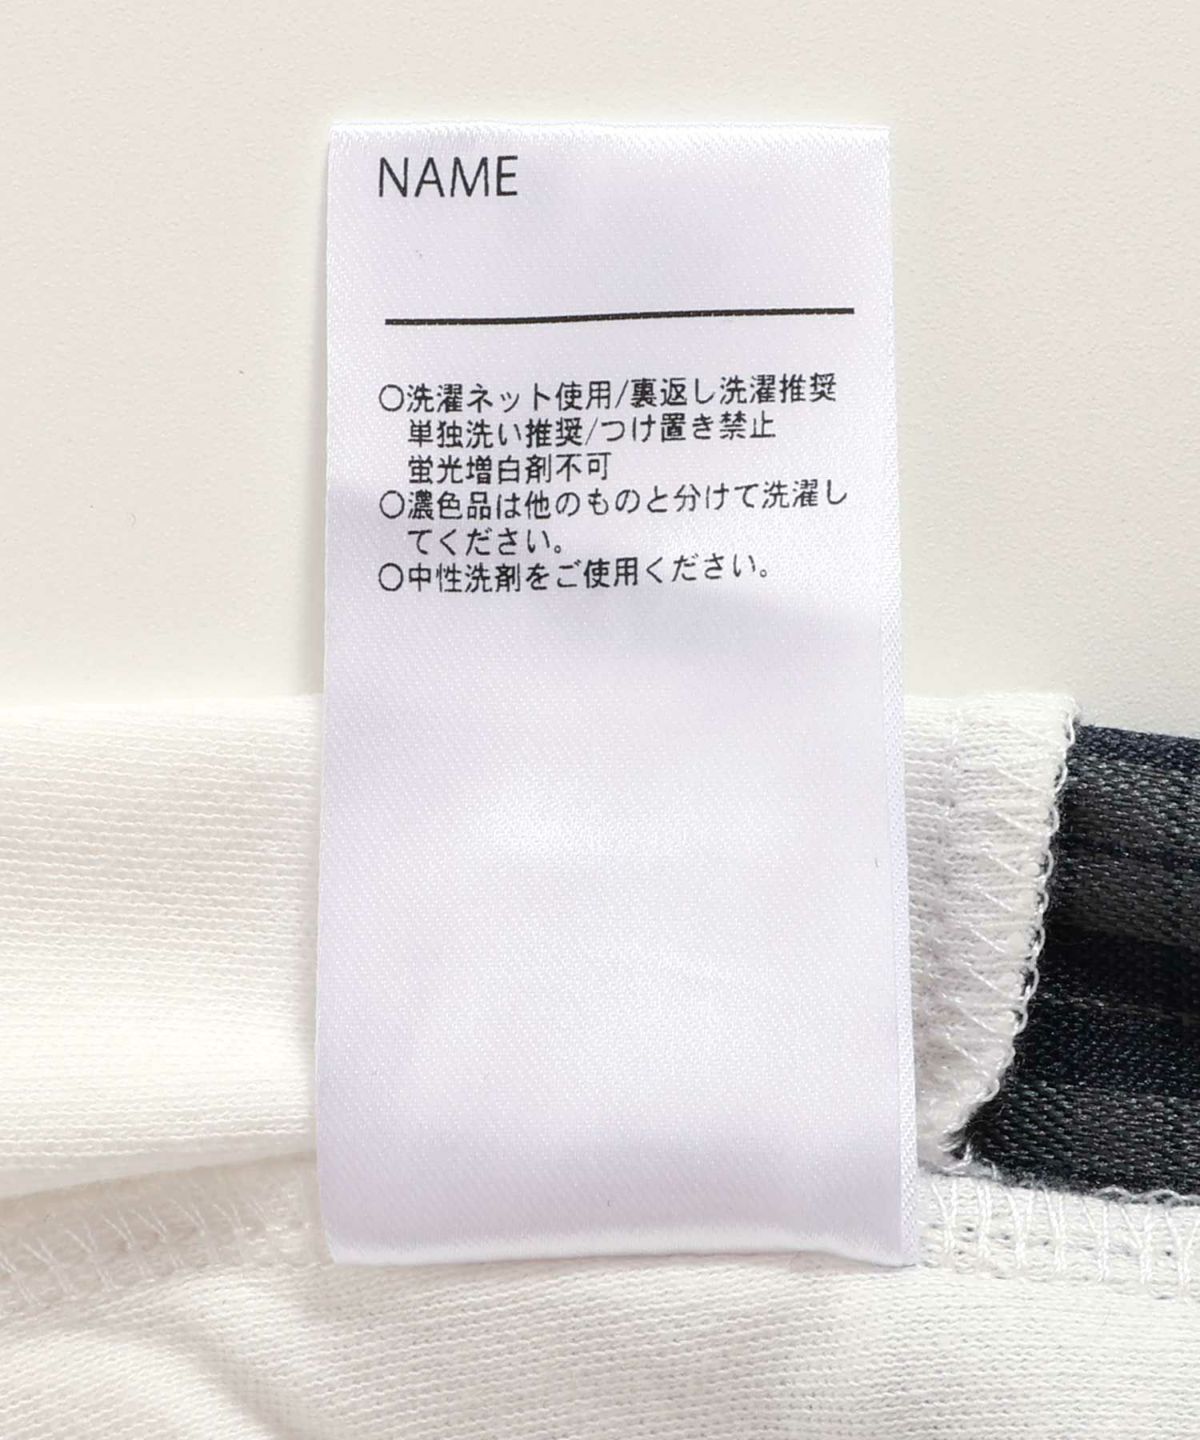 NAME
○洗濯ネット使用/裏返し洗濯推奨
単独洗い推奨/つけ置き禁止
蛍光増白剤不可
○濃色品は他のものと分けて洗濯し
てください。
○中性洗剤をご使用ください。